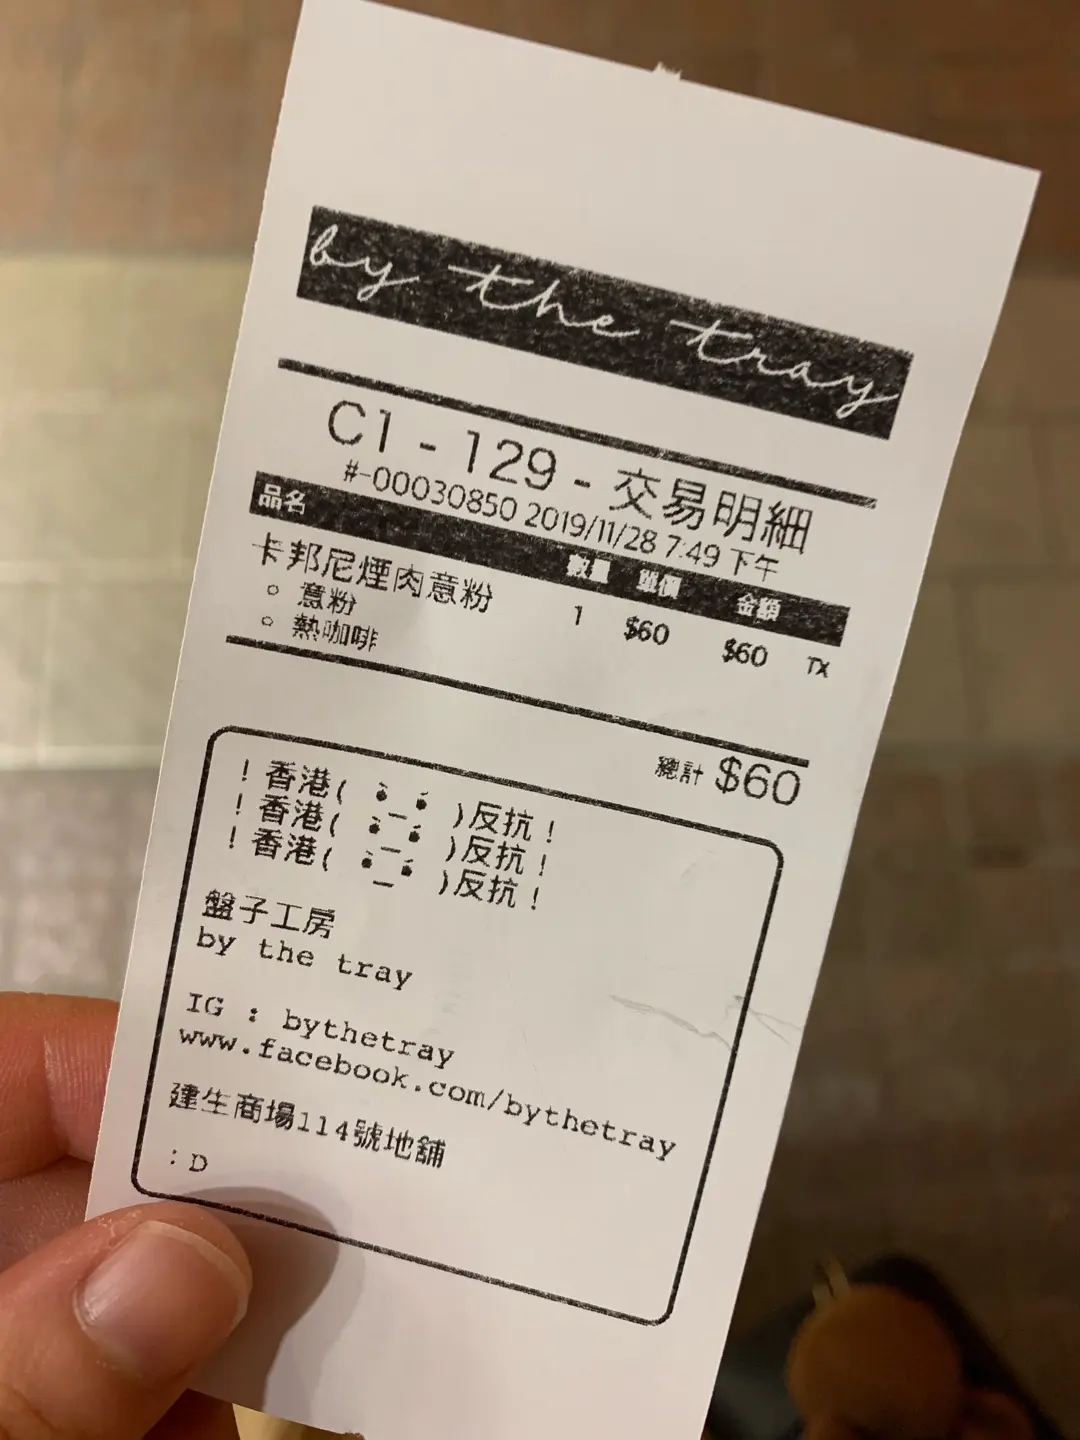 by the tray
C1 - 129 - 交易明細
#-00030850 2019/11/28 7:49 下午
品名 數量 單價 金額
卡邦尼煙肉意粉 1 $60 $60 TX
◦ 意粉
◦ 熱咖啡
總計 $60
！香港( •̀_•́ )反抗！
！香港( •̀_•́ )反抗！
！香港( •̀_•́ )反抗！
盤子工房
by the tray
IG : bythetray
www.facebook.com/bythetray
建生商場114號地舖
:D